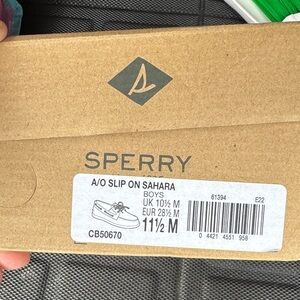 SPERRY
A/O SLIP ON SAHARA
BOYS
UK 10½ M
EUR 28½ M
11½ M
CB50670
61394 E22
0 4421 4551 958